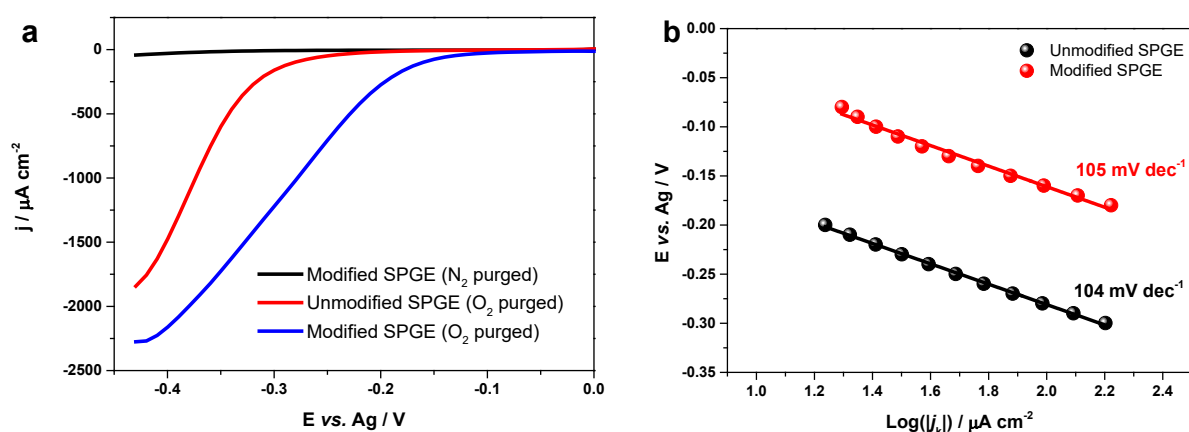 a
0
-500
-1000
-1500
-2000
-2500
j / µA cm⁻²
-0.4
-0.3
-0.2
-0.1
0.0
E vs. Ag / V
Modified SPGE (N₂ purged)
Unmodified SPGE (O₂ purged)
Modified SPGE (O₂ purged)
b
0.00
-0.05
-0.10
-0.15
-0.20
-0.25
-0.30
-0.35
E vs. Ag / V
1.0
1.2
1.4
1.6
1.8
2.0
2.2
2.4
Log(|jₖ|) / µA cm⁻²
Unmodified SPGE
Modified SPGE
105 mV dec⁻¹
104 mV dec⁻¹